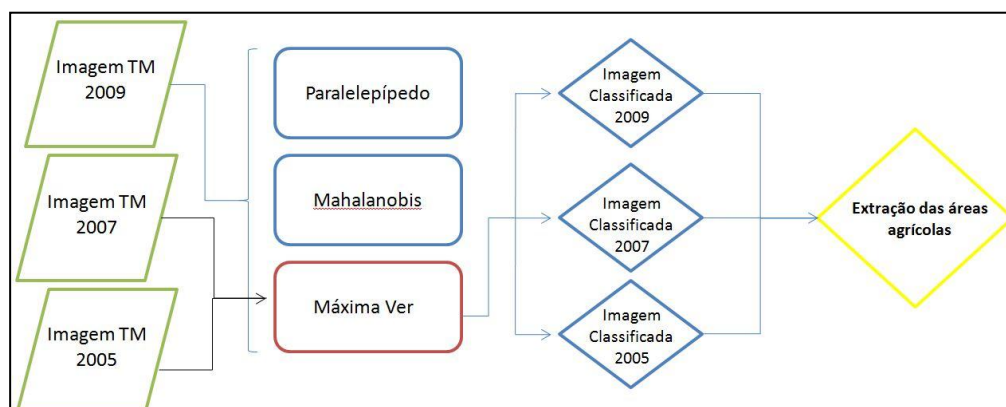 Imagem TM
2009
Imagem TM
2007
Imagem TM
2005
Paralelepípedo
Mahalanobis
Máxima Ver
Imagem
Classificada
2009
Imagem
Classificada
2007
Imagem
Classificada
2005
Extração das áreas
agrícolas